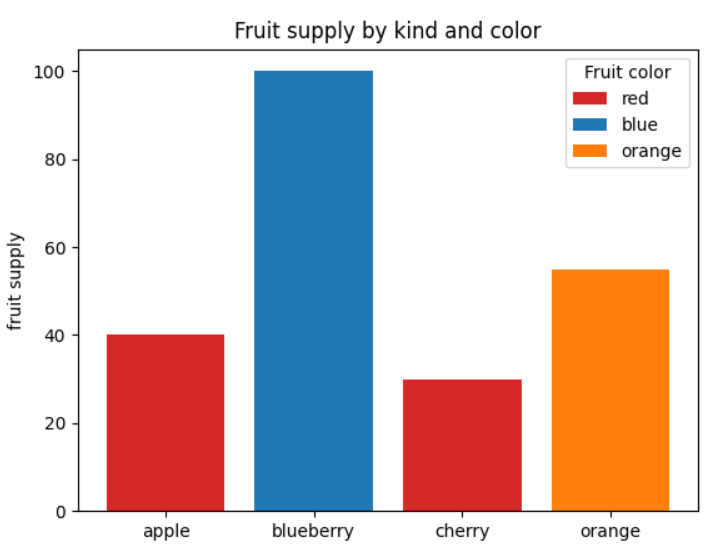 Fruit supply by kind and color
Fruit color
red
blue
orange
100
80
60
40
20
0
fruit supply
apple blueberry cherry orange